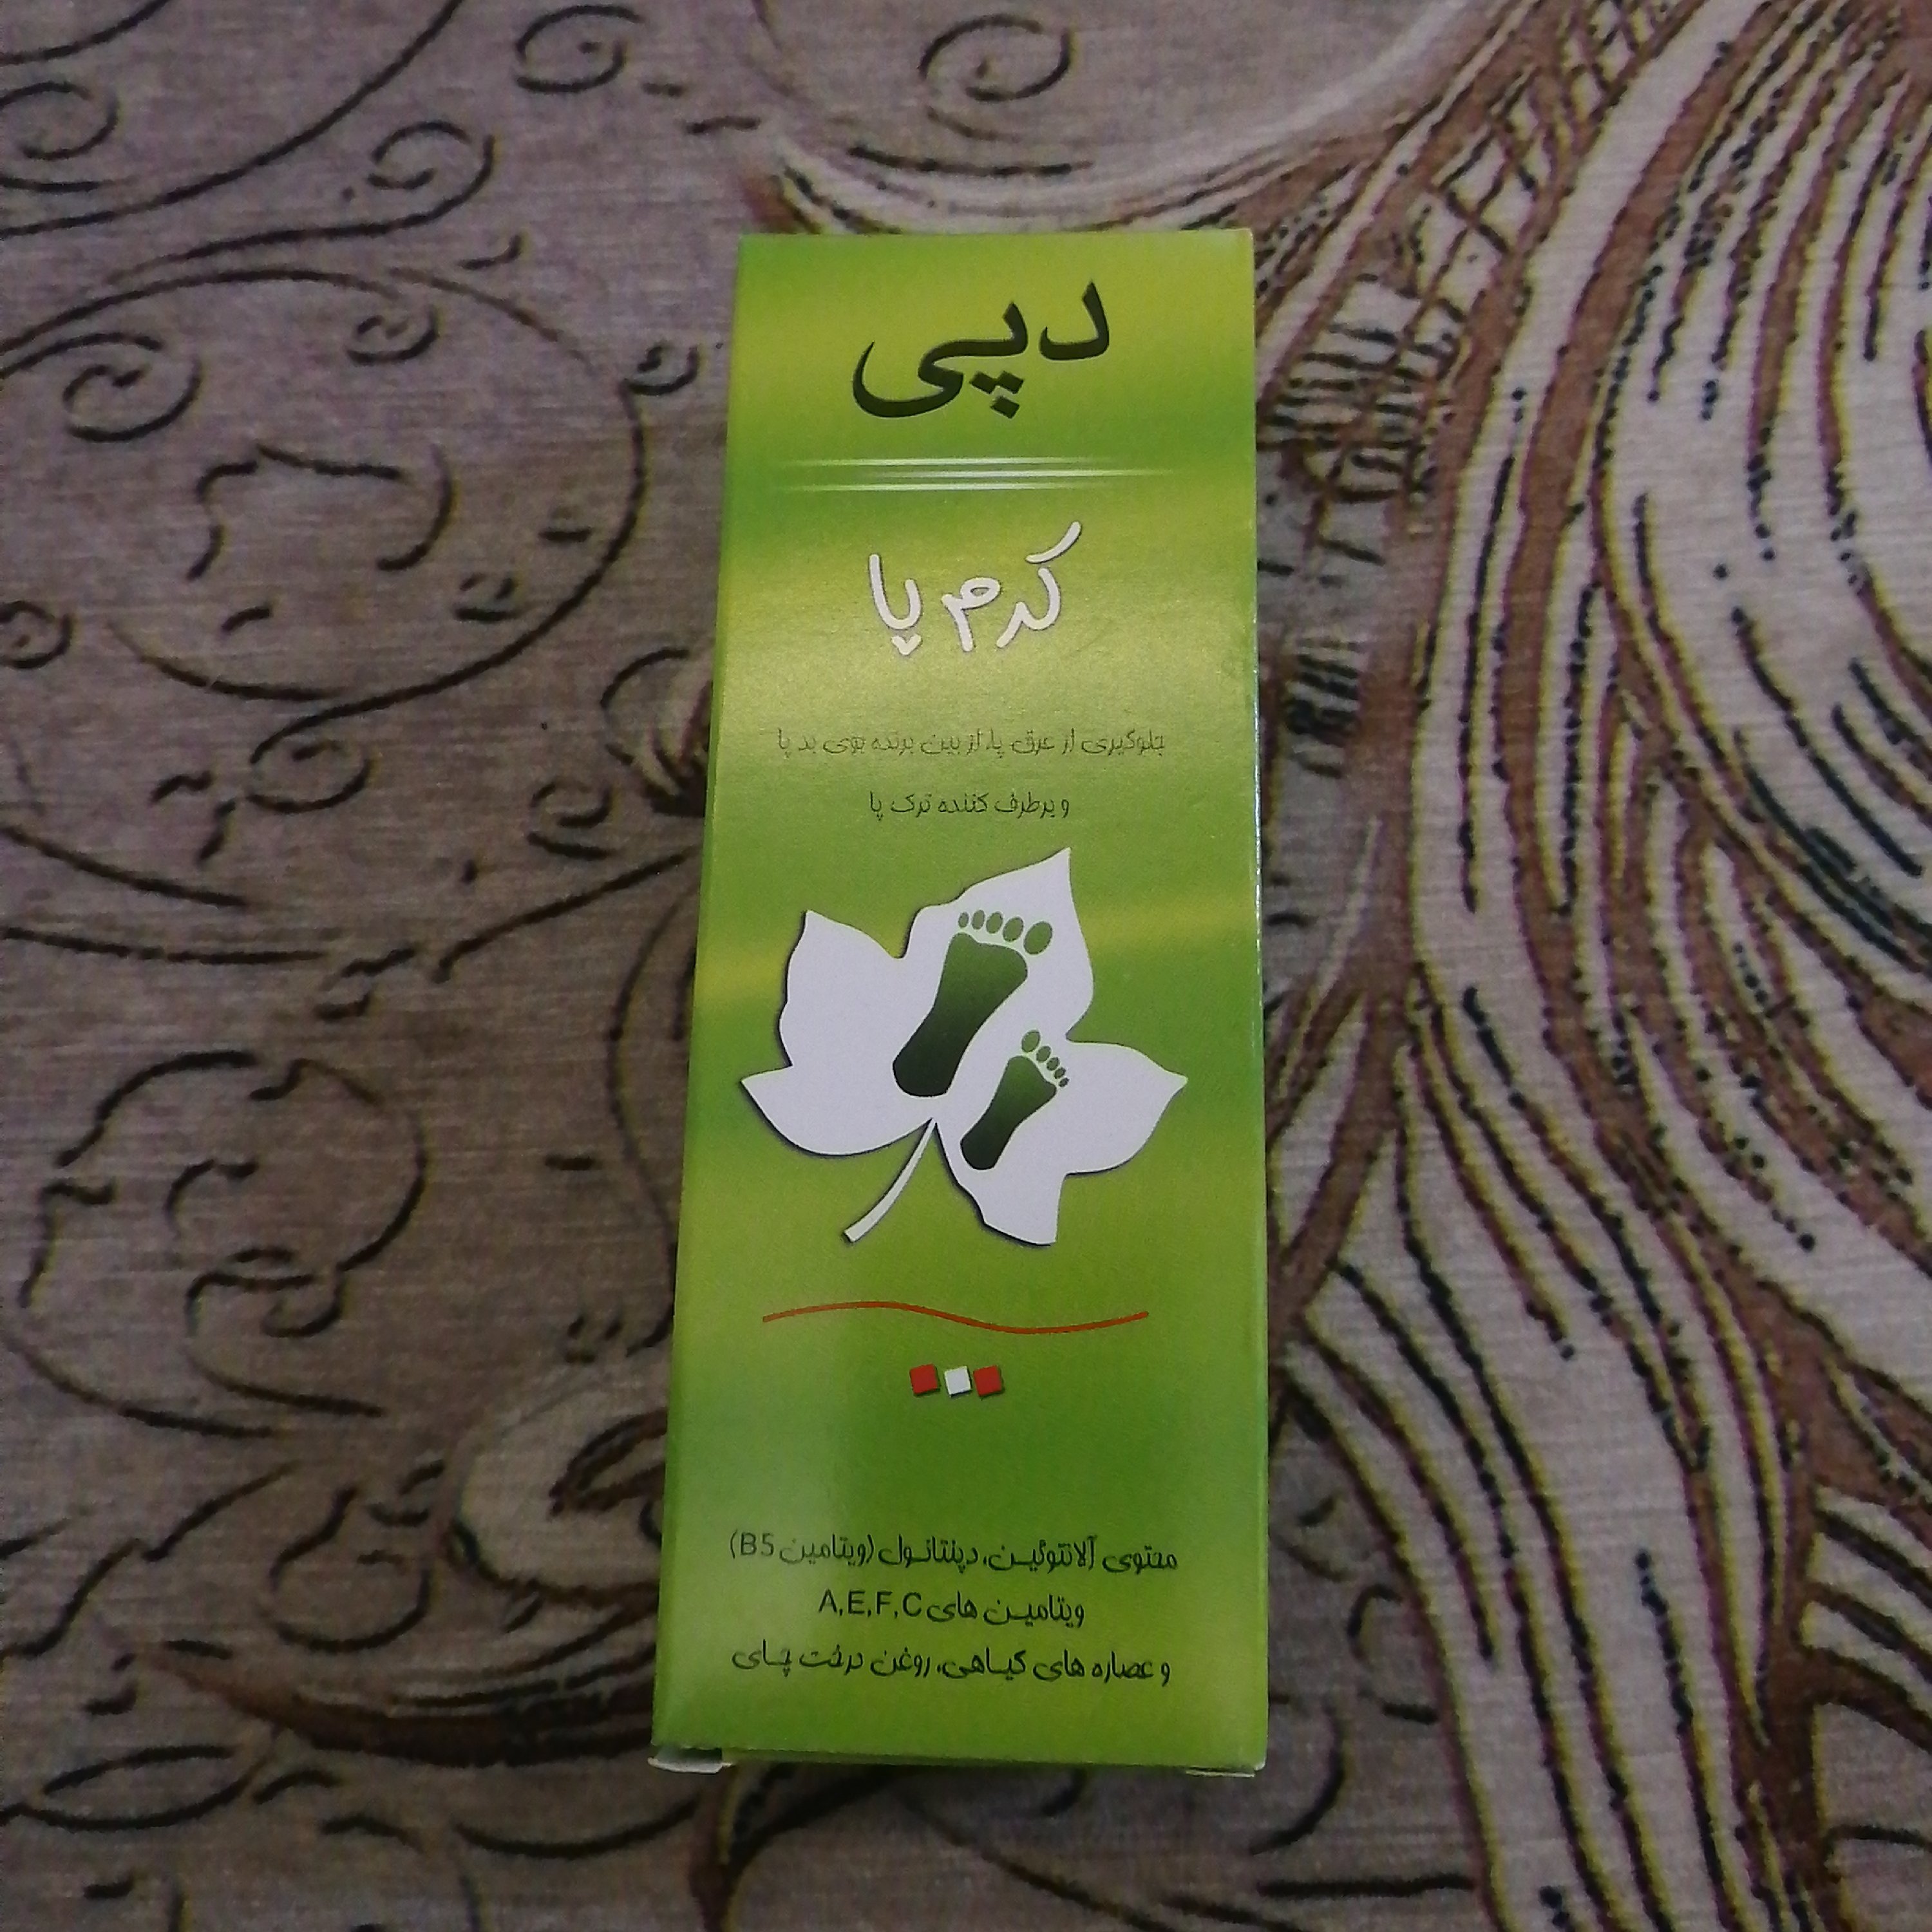 دپی
کرم پا
جلوگیری از عرق پا، از بین برنده بوی بد پا
و برطرف کننده ترک پا
محتوی آلانتوئین، دپنتانول (ویتامین B5)
ویتامین های A,E,F,C
و عصاره های گیاهی، روغن درخت چای